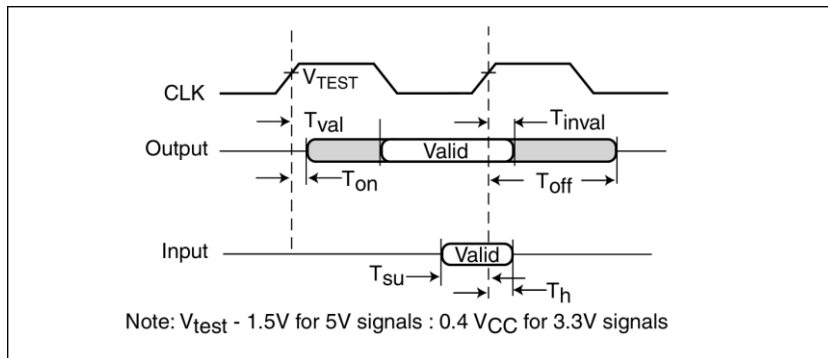 VTEST
CLK
Tval
Tinval
Output
Valid
Ton
Toff
Input
Valid
Tsu
Th
Note: Vtest - 1.5V for 5V signals : 0.4 VCC for 3.3V signals